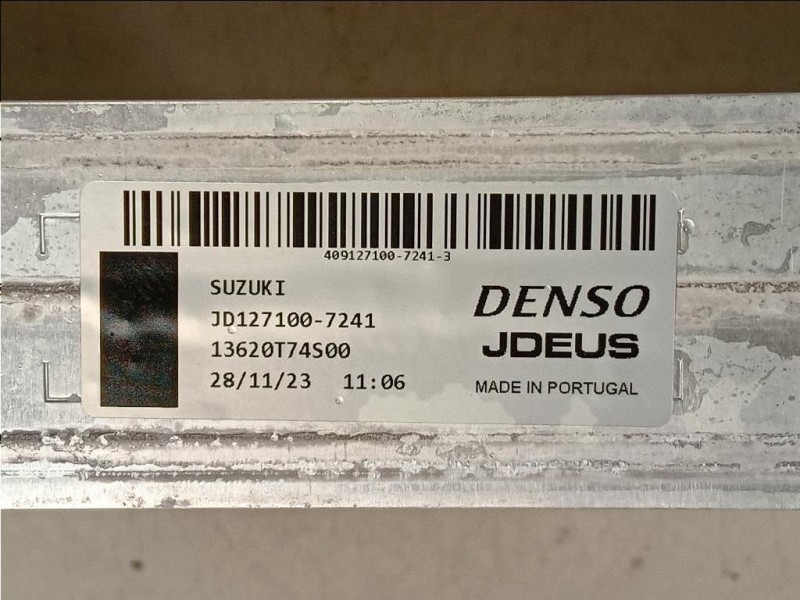 409127100-7241-3
SUZUKI
JD127100-7241
13620T74S00
28/11/23 11:06
DENSO
JDEUS
MADE IN PORTUGAL